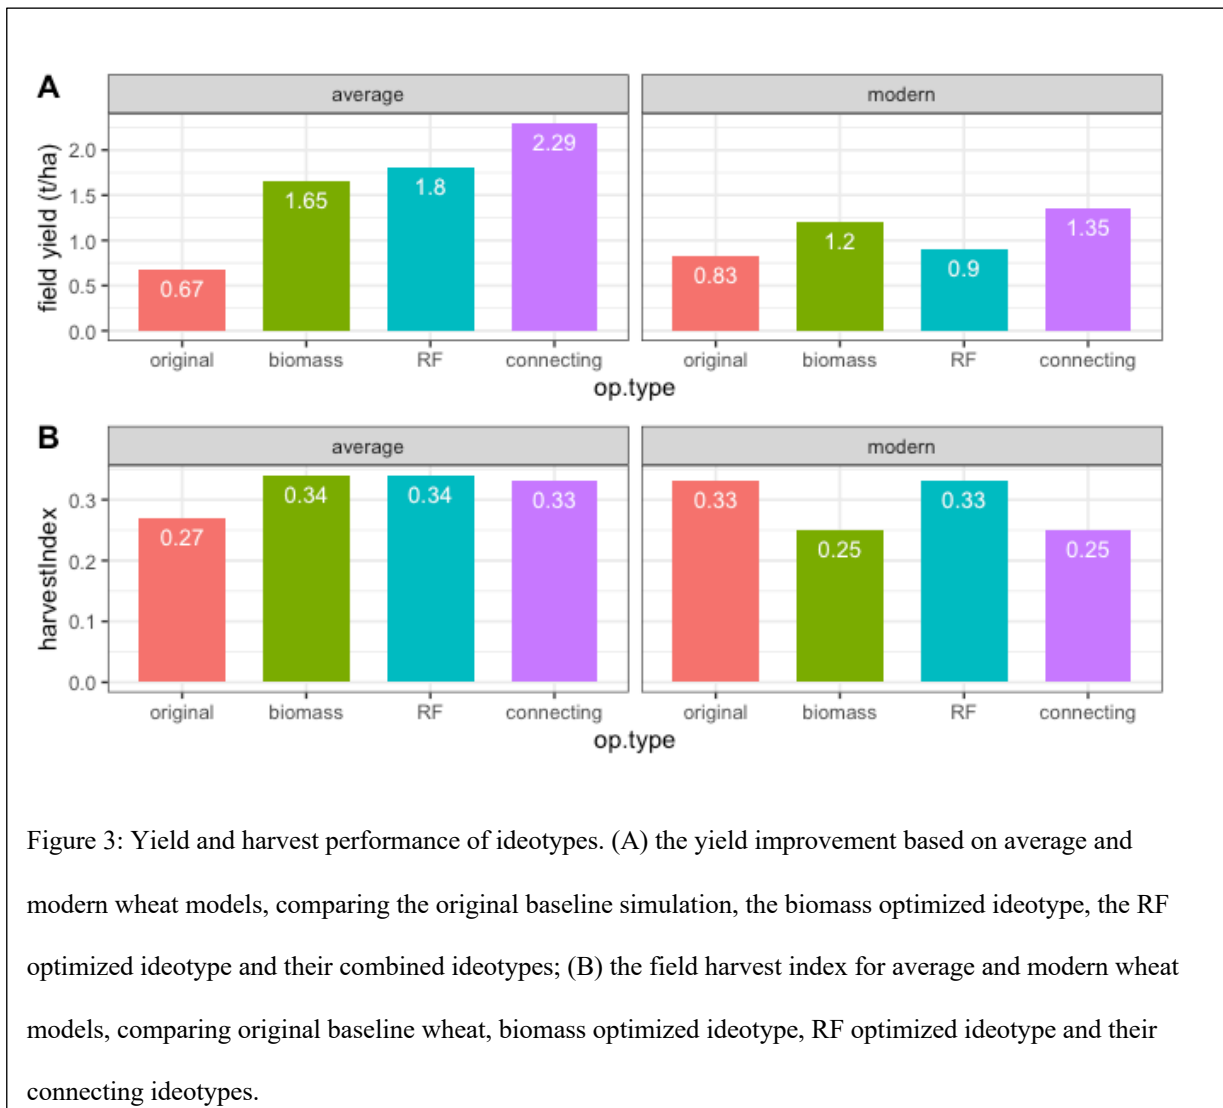 A
average
modern
field yield (t/ha)
2.0
1.5
1.0
0.5
0.0
0.67
1.65
1.8
2.29
0.83
1.2
0.9
1.35
original biomass RF connecting original biomass RF connecting
op.type
B
average
modern
harvestIndex
0.3
0.2
0.1
0.0
0.27
0.34
0.34
0.33
0.33
0.25
0.33
0.25
original biomass RF connecting original biomass RF connecting
op.type
Figure 3: Yield and harvest performance of ideotypes. (A) the yield improvement based on average and
modern wheat models, comparing the original baseline simulation, the biomass optimized ideotype, the RF
optimized ideotype and their combined ideotypes; (B) the field harvest index for average and modern wheat
models, comparing original baseline wheat, biomass optimized ideotype, RF optimized ideotype and their
connecting ideotypes.